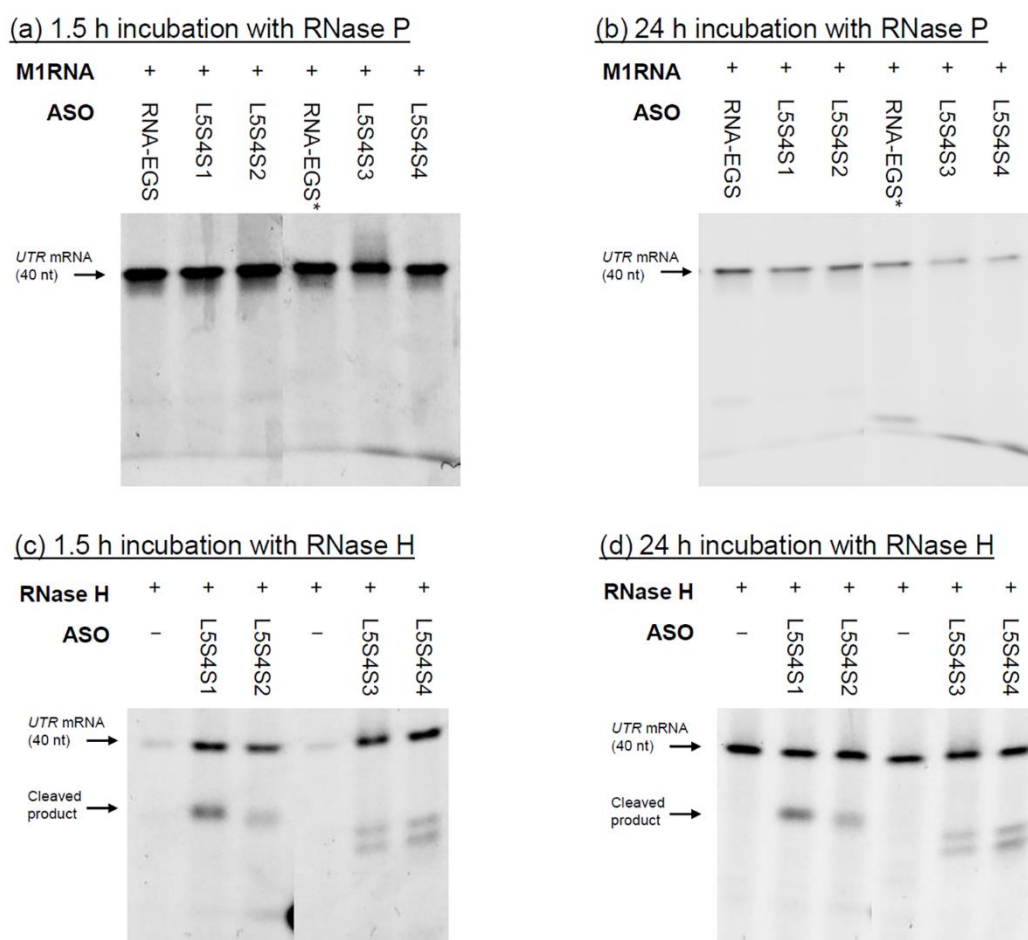 (a) 1.5 h incubation with RNase P
M1RNA + + + + + +
ASO RNA-EGS L5S4S1 L5S4S2 RNA-EGS* L5S4S3 L5S4S4
UTR mRNA
(40 nt)
(b) 24 h incubation with RNase P
M1RNA + + + + + +
ASO RNA-EGS L5S4S1 L5S4S2 RNA-EGS* L5S4S3 L5S4S4
UTR mRNA
(40 nt)
(c) 1.5 h incubation with RNase H
RNase H + + + + + +
ASO – L5S4S1 L5S4S2 – L5S4S3 L5S4S4
UTR mRNA
(40 nt)
Cleaved
product
(d) 24 h incubation with RNase H
RNase H + + + + + +
ASO – L5S4S1 L5S4S2 – L5S4S3 L5S4S4
UTR mRNA
(40 nt)
Cleaved
product